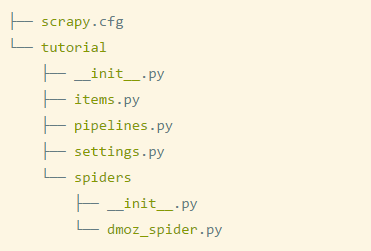 ├── scrapy.cfg
└── tutorial
    ├── __init__.py
    ├── items.py
    ├── pipelines.py
    ├── settings.py
    └── spiders
        ├── __init__.py
        └── dmoz_spider.py